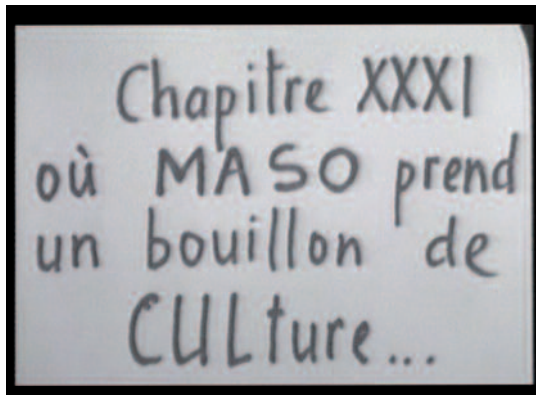 Chapitre XXXI
où MASO prend
un bouillon de
CULture...